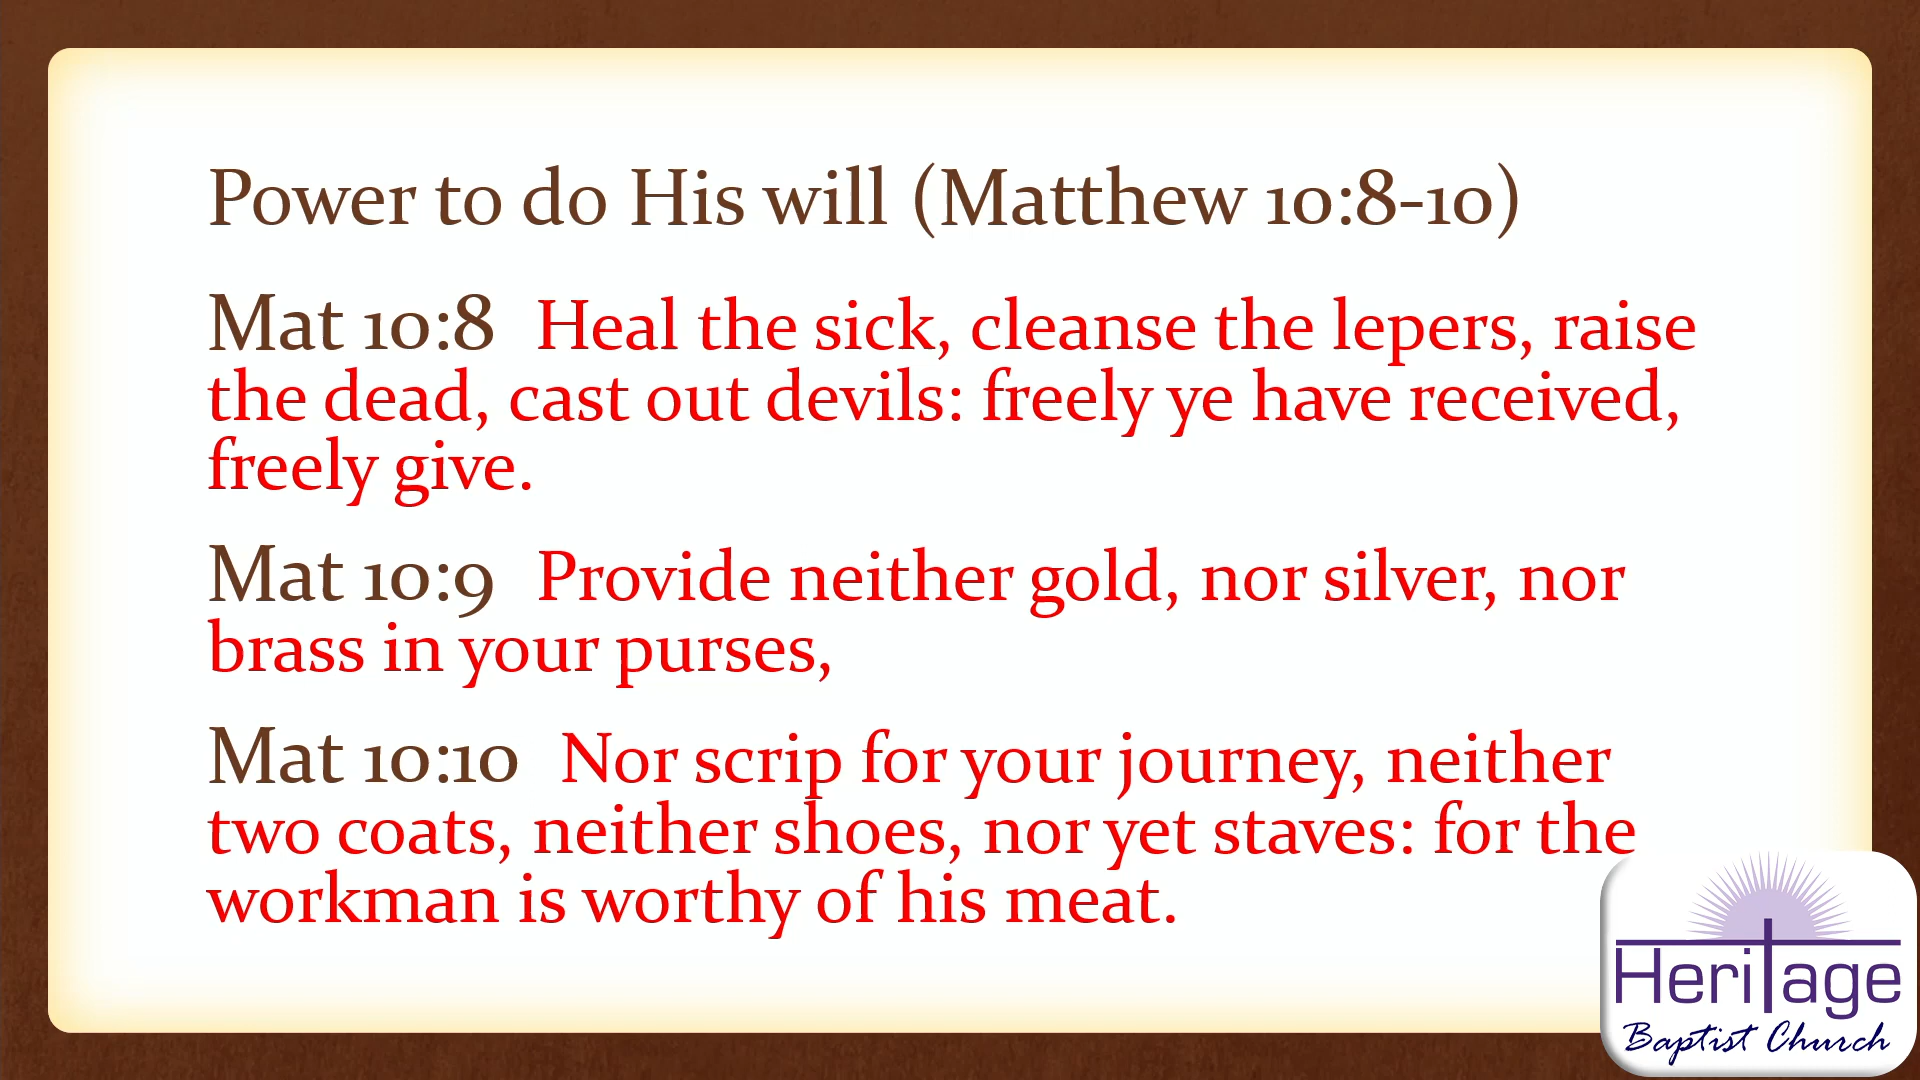 Power to do His will (Matthew 10:8-10)
Mat 10:8 Heal the sick, cleanse the lepers, raise
the dead, cast out devils: freely ye have received,
freely give.
Mat 10:9 Provide neither gold, nor silver, nor
brass in your purses,
Mat 10:10 Nor scrip for your journey, neither
two coats, neither shoes, nor yet staves: for the
workman is worthy of his meat.
Heritage
Baptist Church